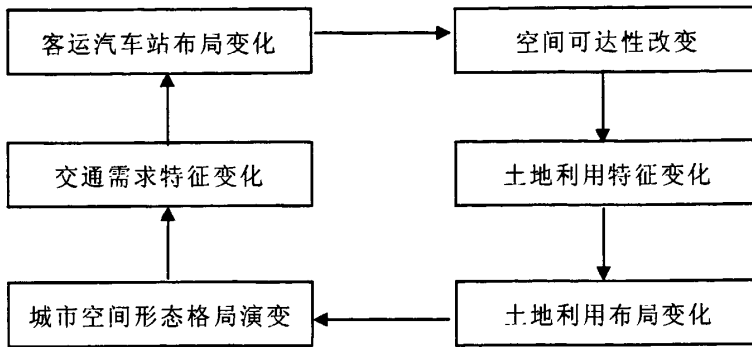 客运汽车站布局变化
空间可达性改变
交通需求特征变化
土地利用特征变化
城市空间形态格局演变
土地利用布局变化